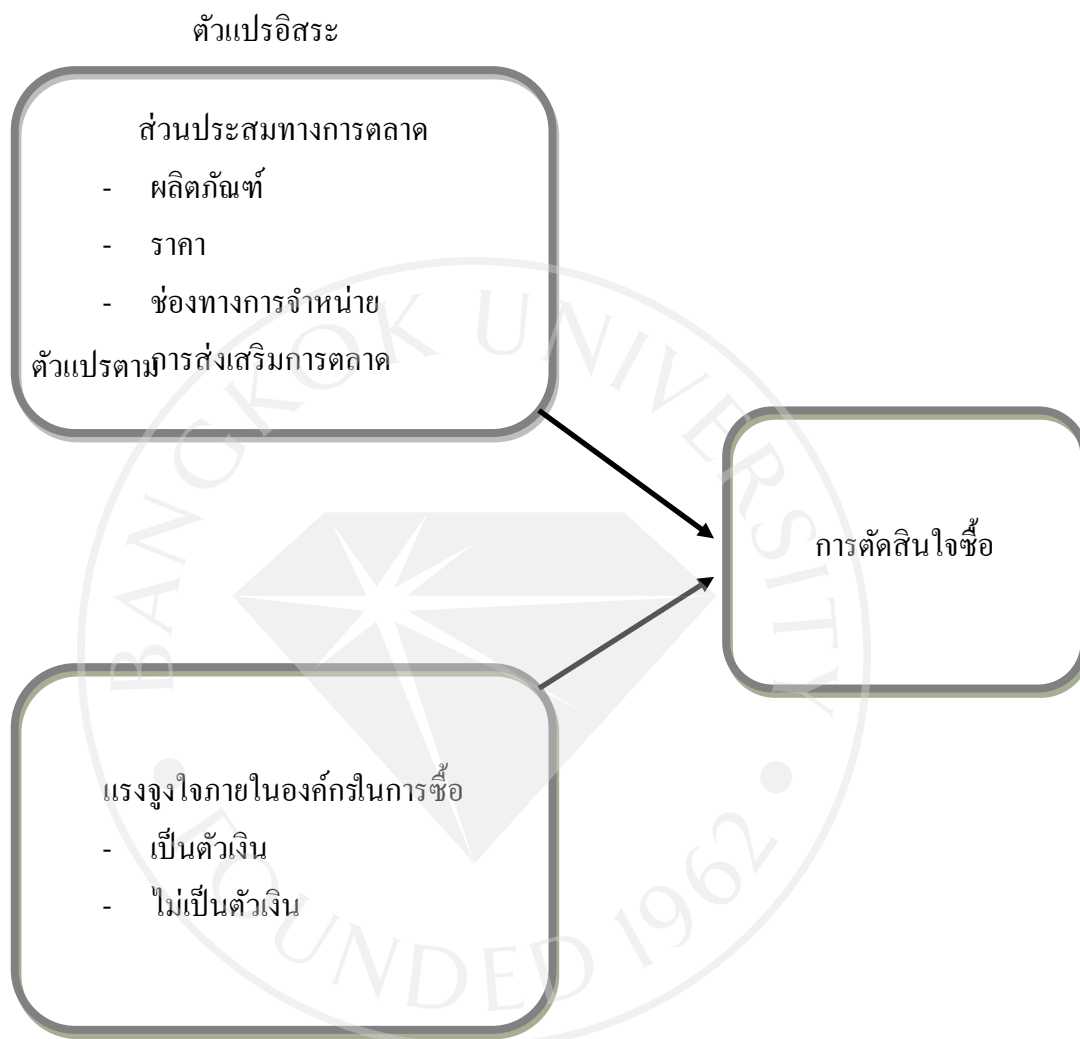 ตัวแปรอิสระ
ส่วนประสมทางการตลาด
- ผลิตภัณฑ์
- ราคา
- ช่องทางการจำหน่าย
ตัวแปรตาม การส่งเสริมการตลาด
การตัดสินใจซื้อ
แรงจูงใจภายในองค์กรในการซื้อ
- เป็นตัวเงิน
- ไม่เป็นตัวเงิน
BANGKOK UNIVERSITY
FOUNDED 1962